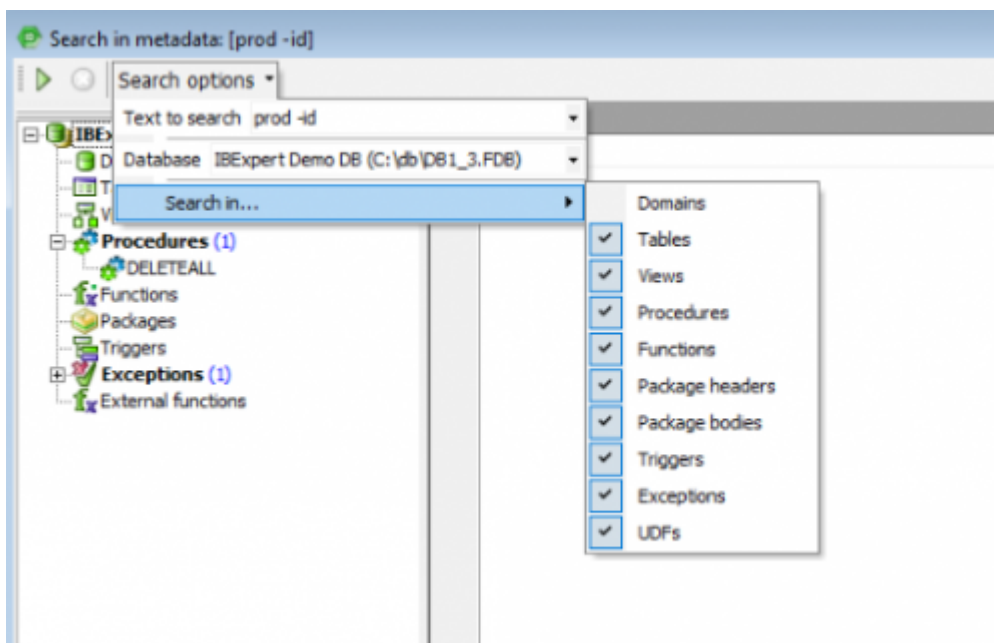 Search in metadata: [prod -id]
Search options
Text to search prod -id
IBEx
D
Database IBExpert Demo DB (C:\db\DB1_3.FDB)
T
Search in...
V
Procedures (1)
DELETEALL
Functions
Packages
Triggers
Exceptions (1)
External functions
Domains
Tables
Views
Procedures
Functions
Package headers
Package bodies
Triggers
Exceptions
UDFs